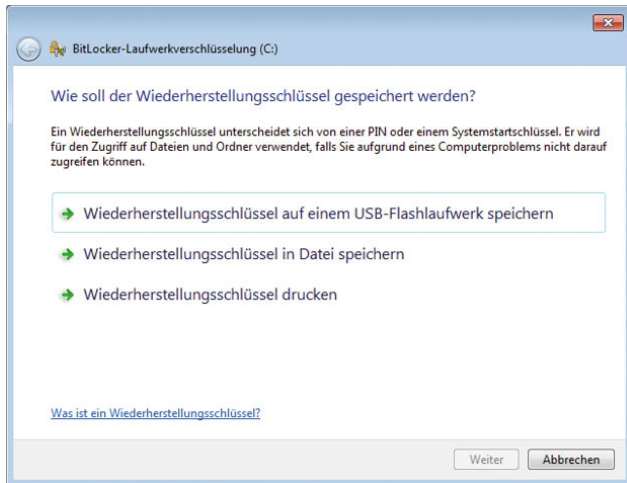 BitLocker-Laufwerkverschlüsselung (C:)
Wie soll der Wiederherstellungsschlüssel gespeichert werden?
Ein Wiederherstellungsschlüssel unterscheidet sich von einer PIN oder einem Systemstartschlüssel. Er wird
für den Zugriff auf Dateien und Ordner verwendet, falls Sie aufgrund eines Computerproblems nicht darauf
zugreifen können.
Wiederherstellungsschlüssel auf einem USB-Flashlaufwerk speichern
Wiederherstellungsschlüssel in Datei speichern
Wiederherstellungsschlüssel drucken
Was ist ein Wiederherstellungsschlüssel?
Weiter Abbrechen